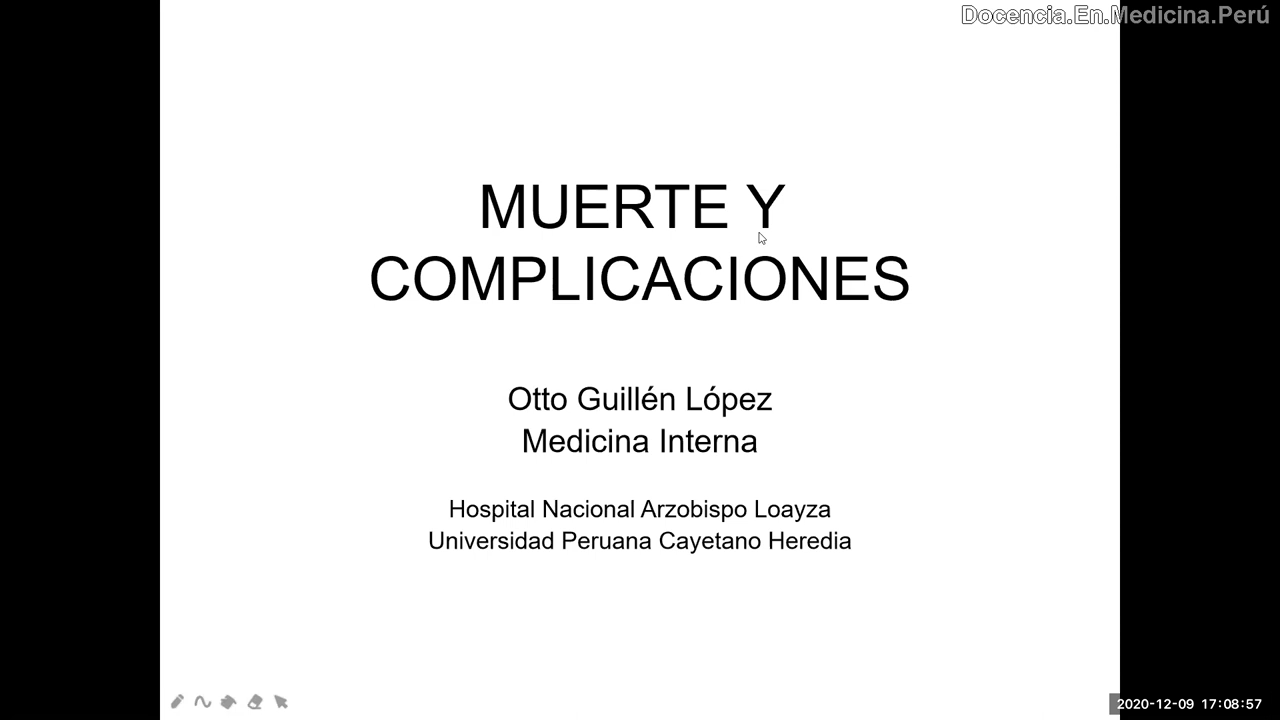 Docencia.En.Medicina.Perú
MUERTE Y
COMPLICACIONES
Otto Guillén López
Medicina Interna
Hospital Nacional Arzobispo Loayza
Universidad Peruana Cayetano Heredia
2020-12-09 17:08:57